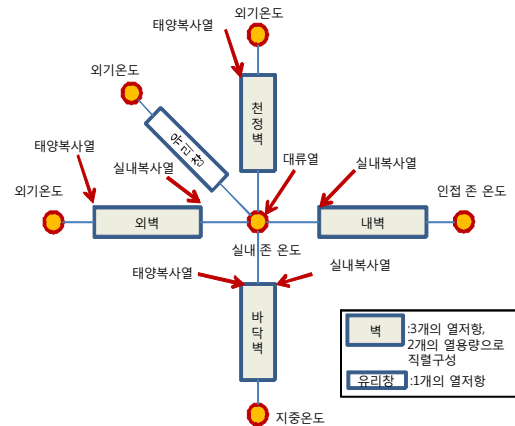 외기온도
태양복사열
외기온도
천정벽
유리창
태양복사열
실내복사열
대류열
실내복사열
외기온도
외벽
내벽
인접 존 온도
실내 존 온도
태양복사열
실내복사열
바닥벽
지중온도
벽
:3개의 열저항,
2개의 열용량으로
직렬구성
유리창
:1개의 열저항